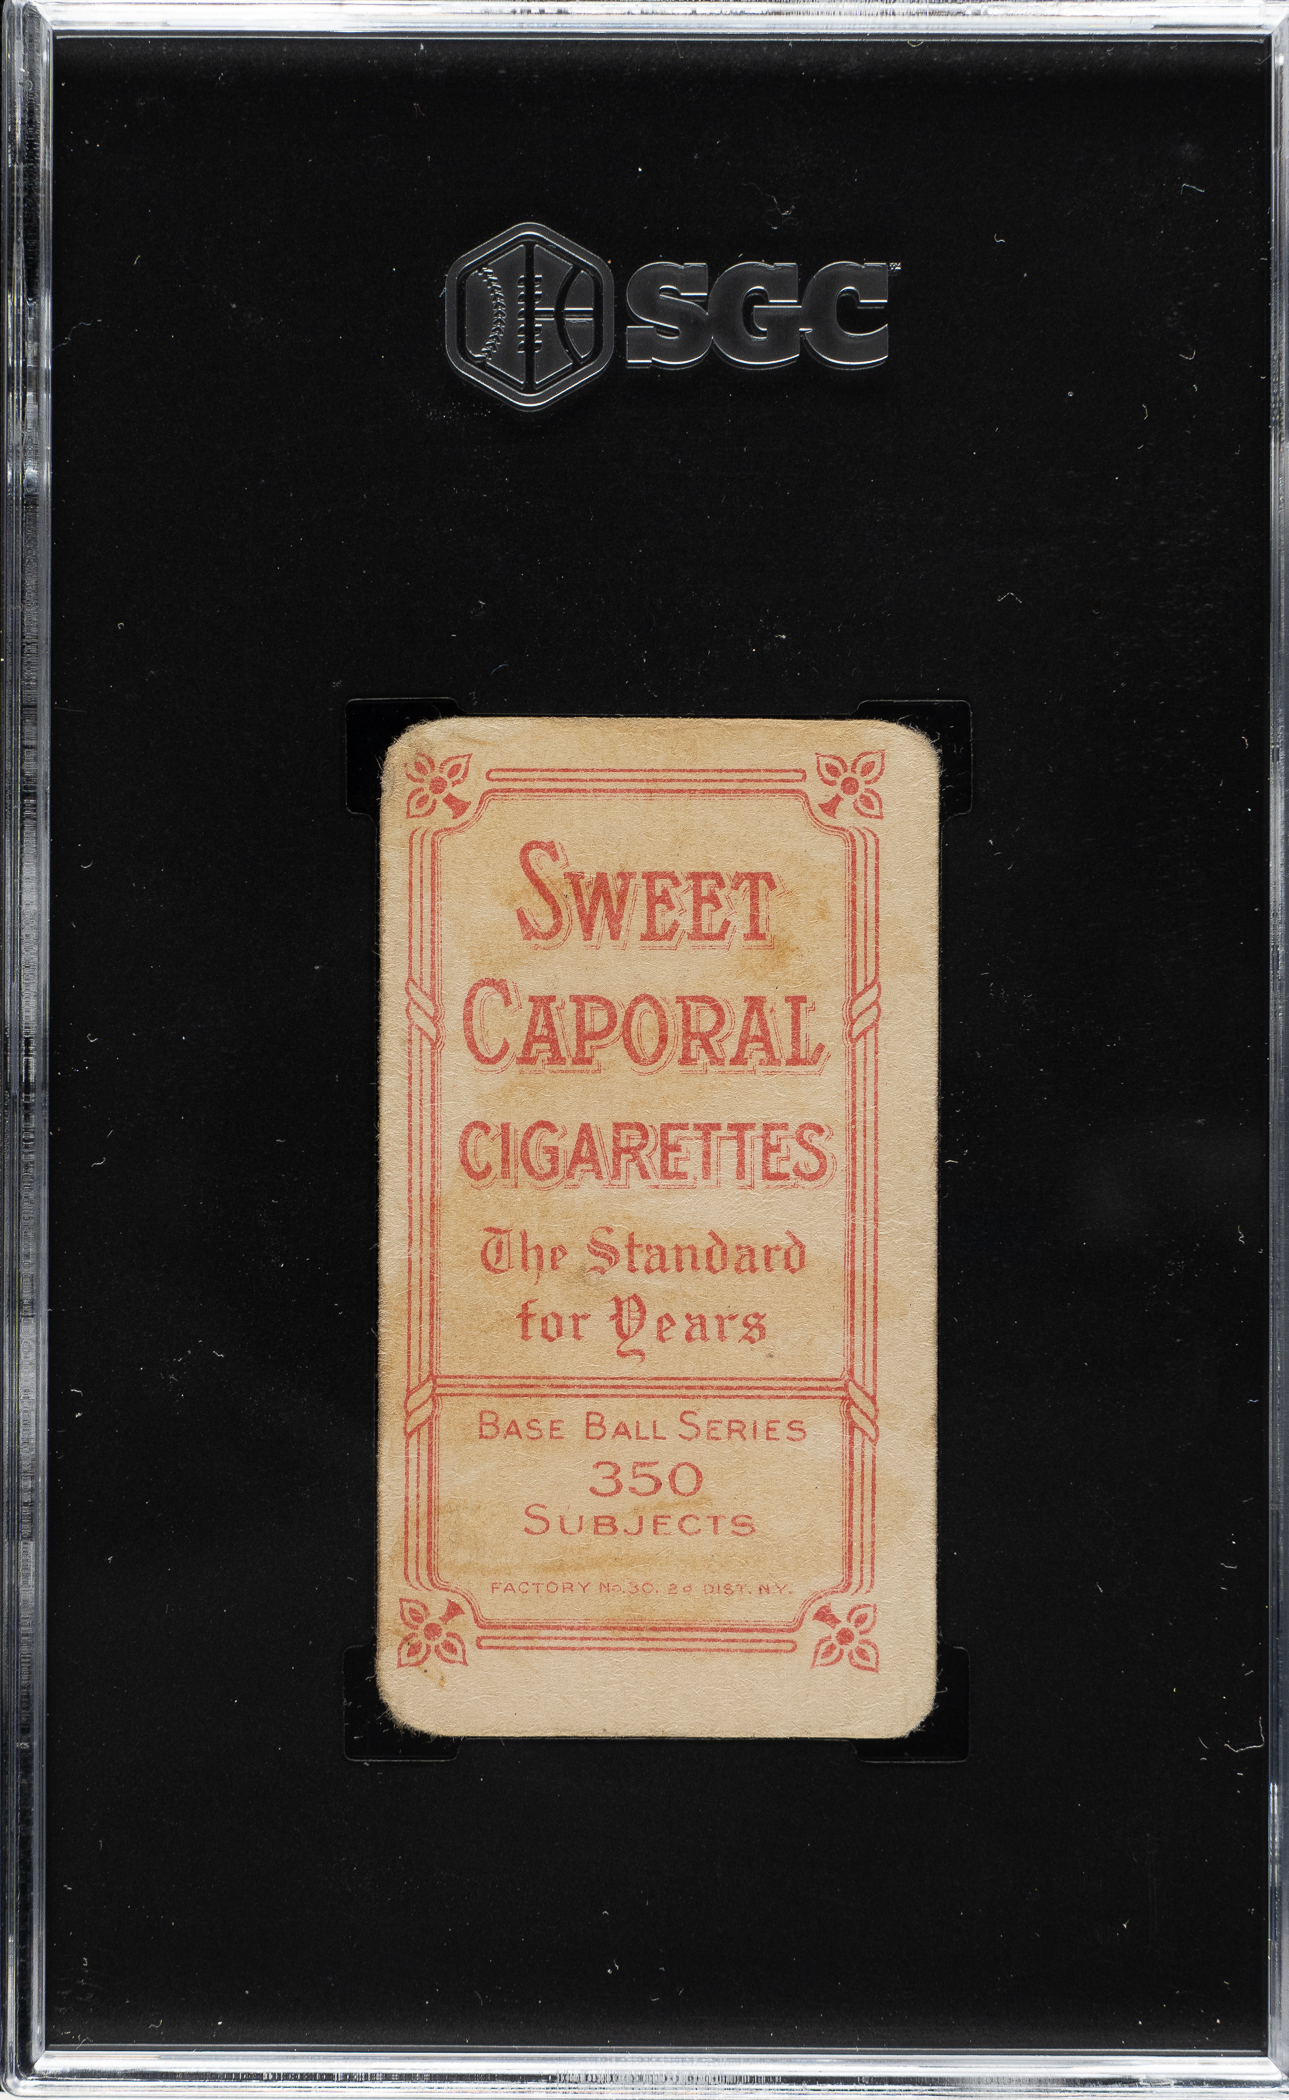 SGC
SWEET
CAPORAL
CIGARETTES
The Standard
for Years
BASE BALL SERIES
350
SUBJECTS
FACTORY No. 30. 2d DIST. N.Y.